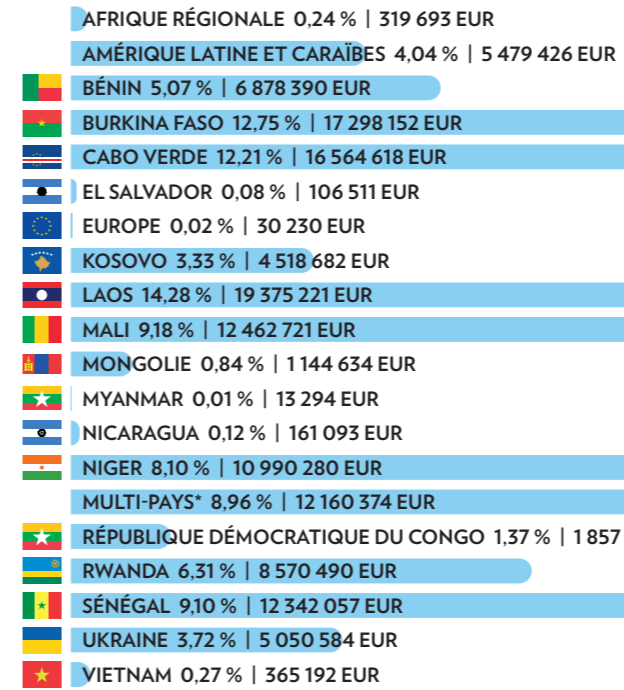 AFRIQUE RÉGIONALE 0,24 % | 319 693 EUR
AMÉRIQUE LATINE ET CARAÏBES 4,04 % | 5 479 426 EUR
BÉNIN 5,07 % | 6 878 390 EUR
BURKINA FASO 12,75 % | 17 298 152 EUR
CABO VERDE 12,21 % | 16 564 618 EUR
EL SALVADOR 0,08 % | 106 511 EUR
EUROPE 0,02 % | 30 230 EUR
KOSOVO 3,33 % | 4 518 682 EUR
LAOS 14,28 % | 19 375 221 EUR
MALI 9,18 % | 12 462 721 EUR
MONGOLIE 0,84 % | 1 144 634 EUR
MYANMAR 0,01 % | 13 294 EUR
NICARAGUA 0,12 % | 161 093 EUR
NIGER 8,10 % | 10 990 280 EUR
MULTI-PAYS* 8,96 % | 12 160 374 EUR
RÉPUBLIQUE DÉMOCRATIQUE DU CONGO 1,37 % | 1 857
RWANDA 6,31 % | 8 570 490 EUR
SÉNÉGAL 9,10 % | 12 342 057 EUR
UKRAINE 3,72 % | 5 050 584 EUR
VIETNAM 0,27 % | 365 192 EUR